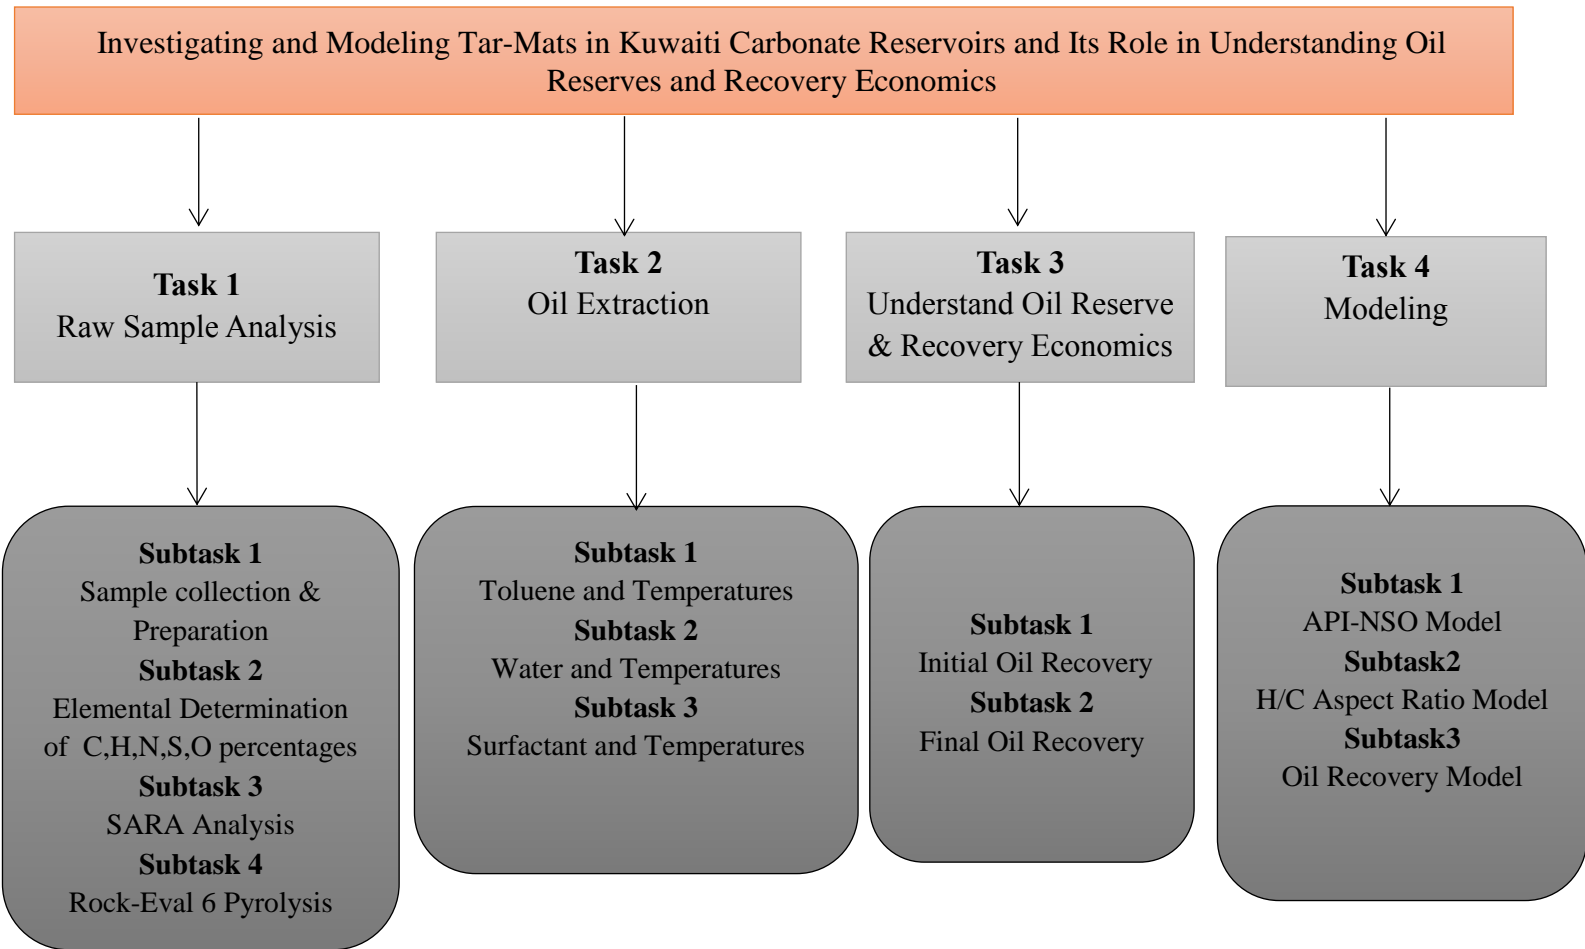 Investigating and Modeling Tar-Mats in Kuwaiti Carbonate Reservoirs and Its Role in Understanding Oil
Reserves and Recovery Economics
Task 1
Raw Sample Analysis
Task 2
Oil Extraction
Task 3
Understand Oil Reserve
& Recovery Economics
Task 4
Modeling
Subtask 1
Sample collection &
Preparation
Subtask 2
Elemental Determination
of C,H,N,S,O percentages
Subtask 3
SARA Analysis
Subtask 4
Rock-Eval 6 Pyrolysis
Subtask 1
Toluene and Temperatures
Subtask 2
Water and Temperatures
Subtask 3
Surfactant and Temperatures
Subtask 1
Initial Oil Recovery
Subtask 2
Final Oil Recovery
Subtask 1
API-NSO Model
Subtask2
H/C Aspect Ratio Model
Subtask3
Oil Recovery Model